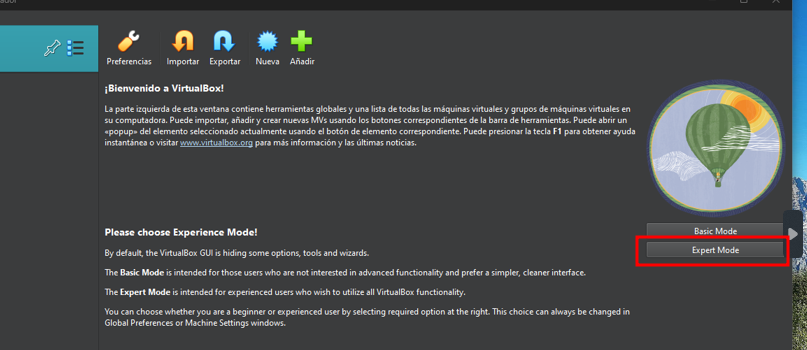 Preferencias Importar Exportar Nueva Añadir
¡Bienvenido a VirtualBox!
La parte izquierda de esta ventana contiene herramientas globales y una lista de todas las máquinas virtuales y grupos de máquinas virtuales en
su computadora. Puede importar, añadir y crear nuevas MVs usando los botones correspondientes de la barra de herramientas. Puede abrir un
«popup» del elemento seleccionado actualmente usando el botón de elemento correspondiente. Puede presionar la tecla F1 para obtener ayuda
instantánea o visitar www.virtualbox.org para más información y las últimas noticias.
Please choose Experience Mode!
By default, the VirtualBox GUI is hiding some options, tools and wizards.
The Basic Mode is intended for those users who are not interested in advanced functionality and prefer a simpler, cleaner interface.
The Expert Mode is intended for experienced users who wish to utilize all VirtualBox functionality.
You can choose whether you are a beginner or experienced user by selecting required option at the right. This choice can always be changed in
Global Preferences or Machine Settings windows.
Basic Mode
Expert Mode